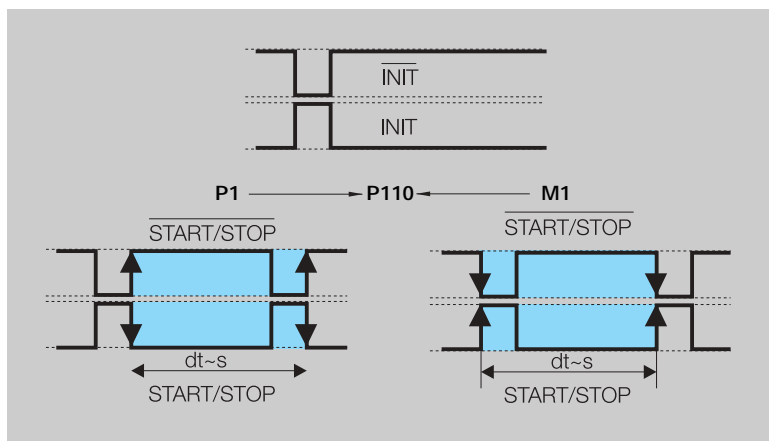 INIT
INIT
P1 P110 M1
START/STOP START/STOP
dt~s dt~s
START/STOP START/STOP